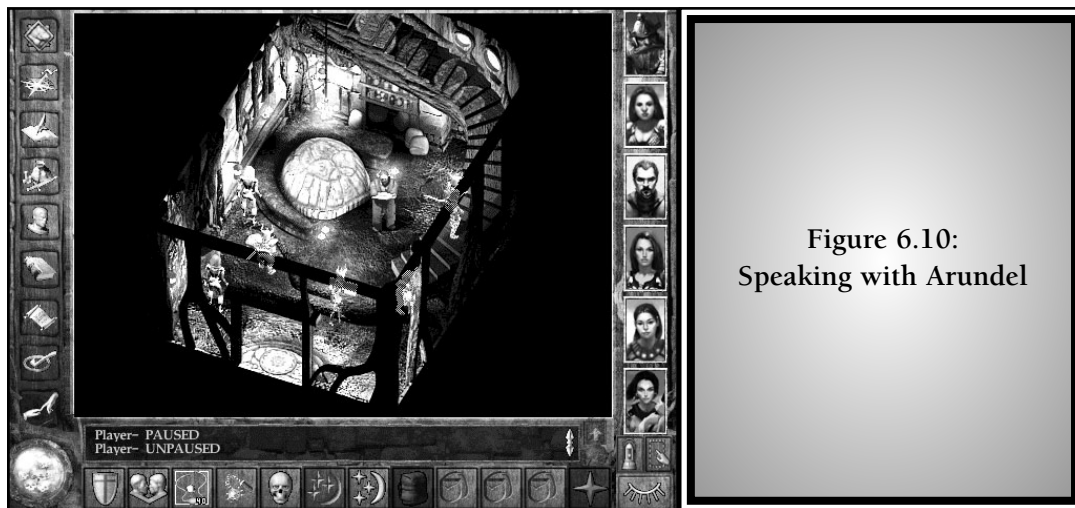 Player- PAUSED
Player- UNPAUSED
Figure 6.10:
Speaking with Arundel